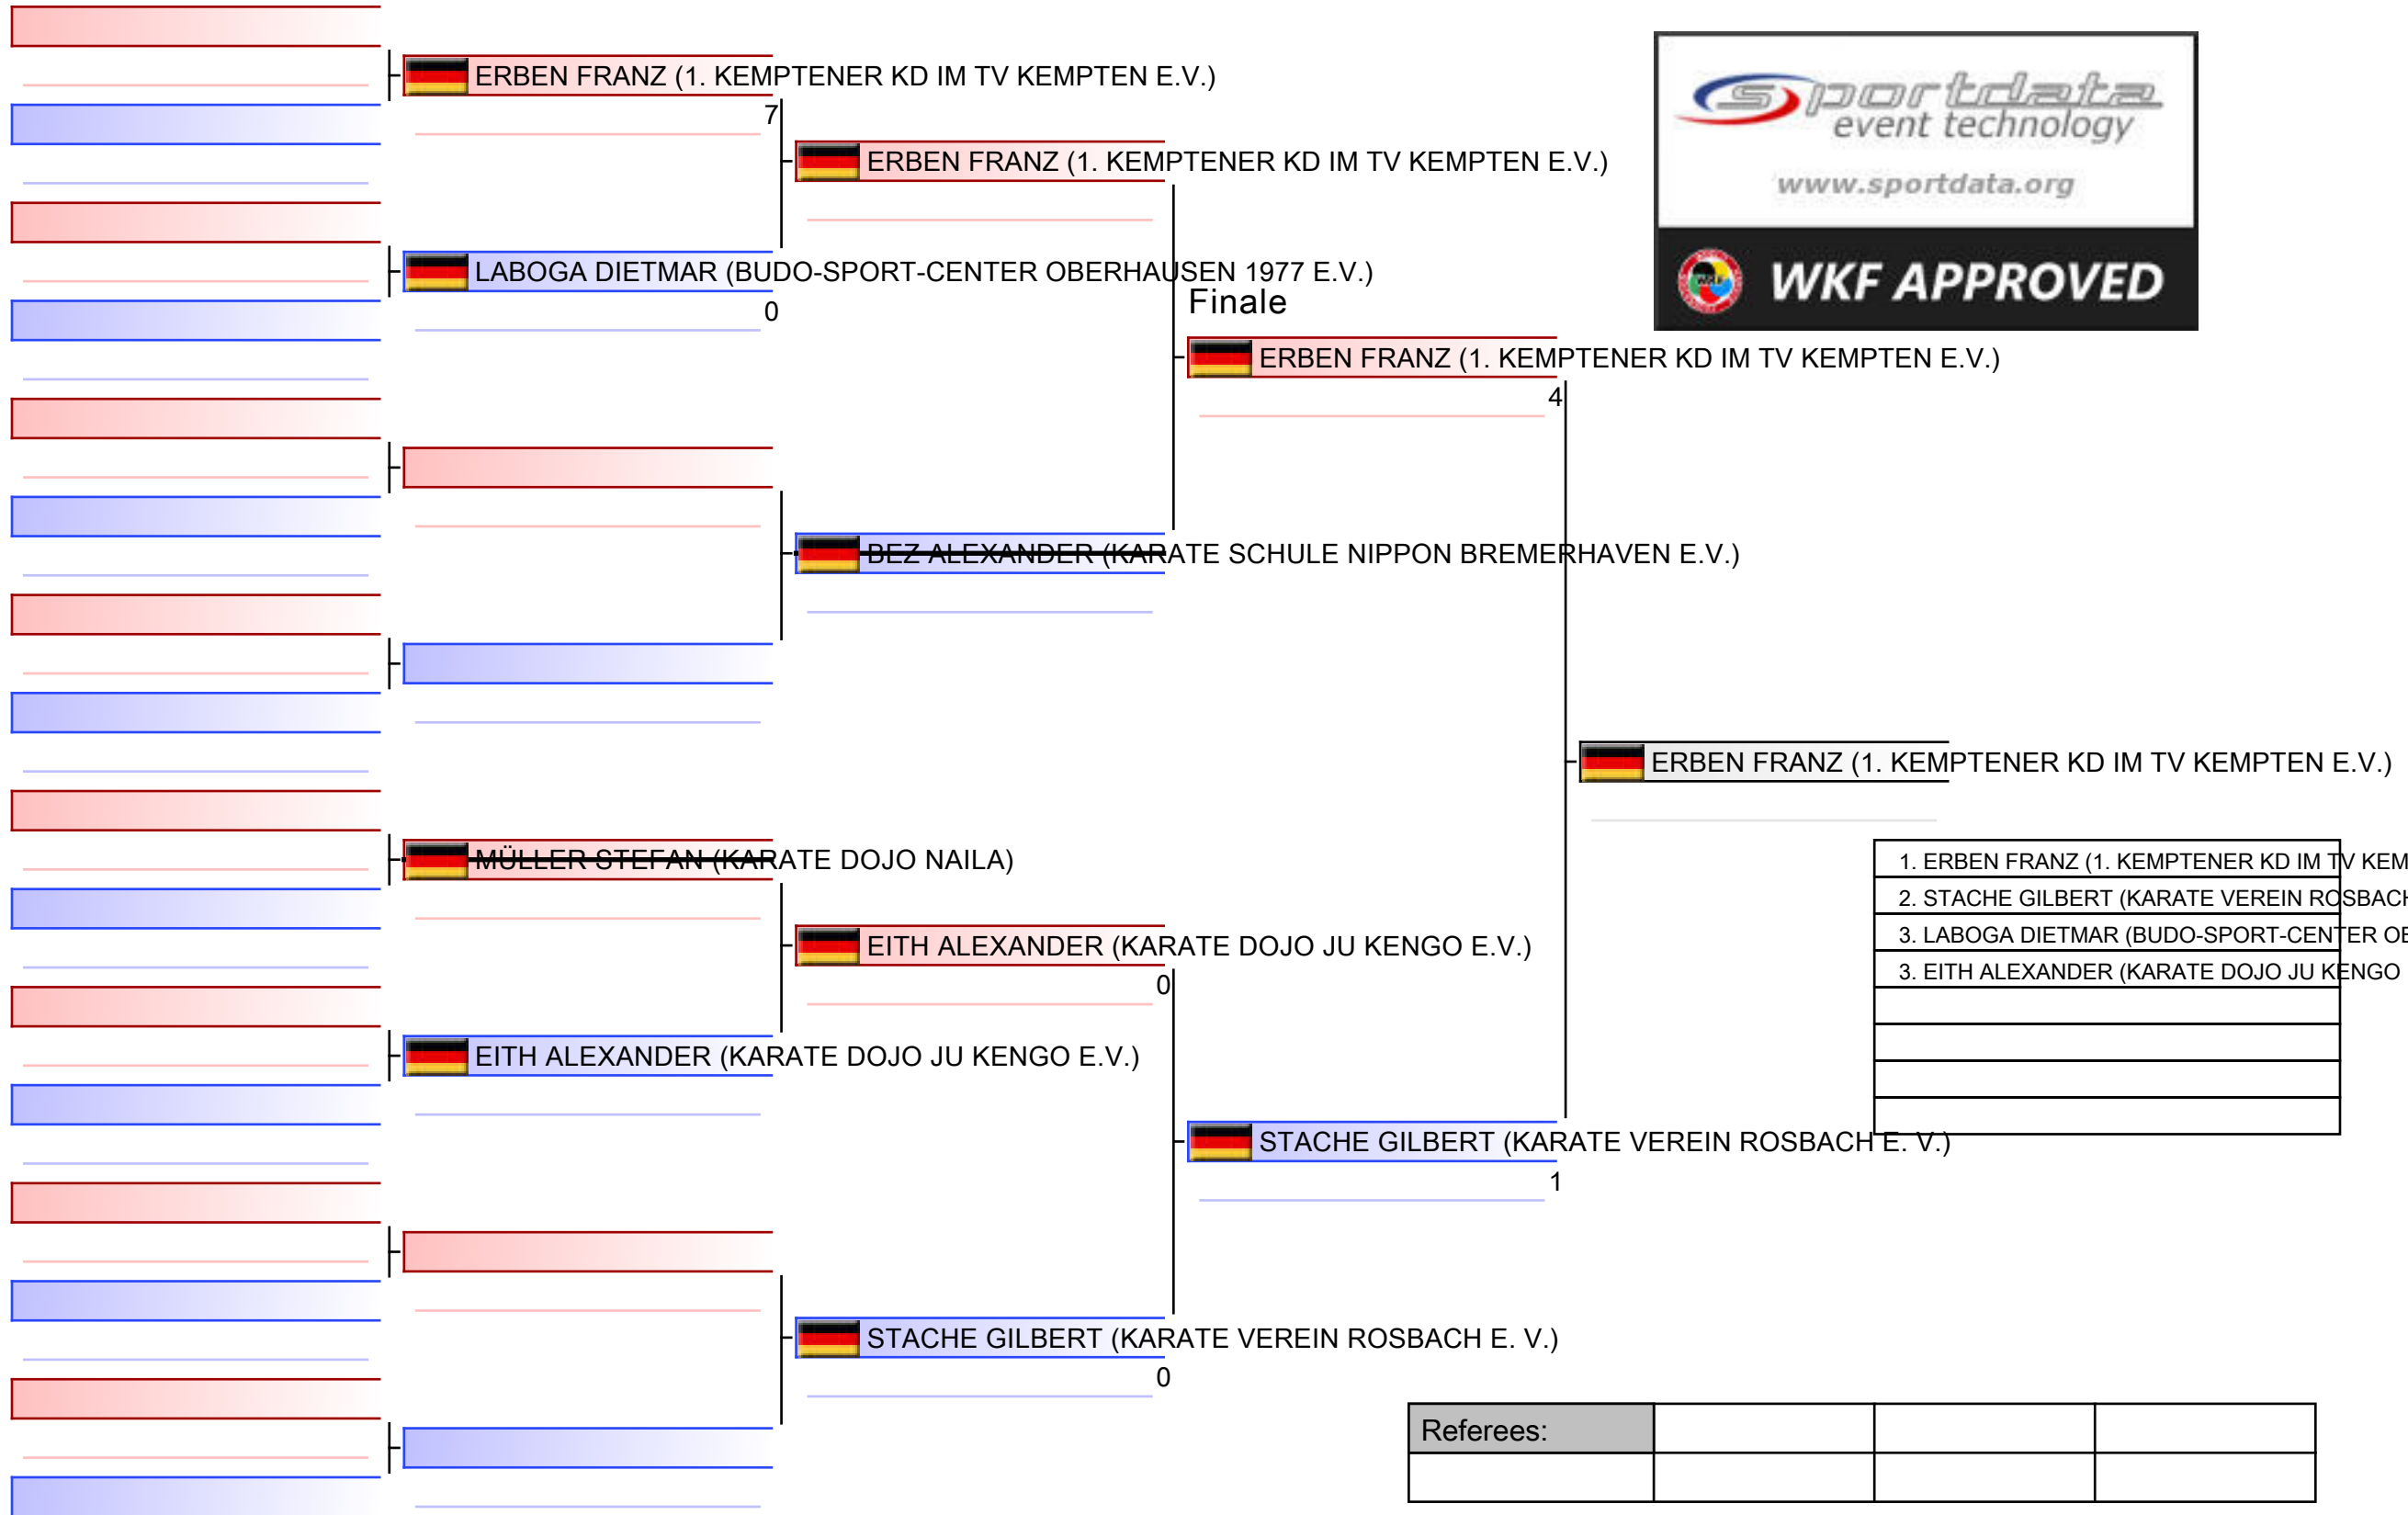 ERBEN FRANZ (1. KEMPTENER KD IM TV KEMPTEN E.V.)
7
ERBEN FRANZ (1. KEMPTENER KD IM TV KEMPTEN E.V.)
LABOGA DIETMAR (BUDO-SPORT-CENTER OBERHAUSEN 1977 E.V.)
0
Finale
ERBEN FRANZ (1. KEMPTENER KD IM TV KEMPTEN E.V.)
4
sportdata
event technology
www.sportdata.org
WKF APPROVED
BEZ ALEXANDER (KARATE SCHULE NIPPON BREMERHAVEN E.V.)
ERBEN FRANZ (1. KEMPTENER KD IM TV KEMPTEN E.V.)
MÜLLER STEFAN (KARATE DOJO NAILA)
EITH ALEXANDER (KARATE DOJO JU KENGO E.V.)
0
EITH ALEXANDER (KARATE DOJO JU KENGO E.V.)
1. ERBEN FRANZ (1. KEMPTENER KD IM TV KEM
2. STACHE GILBERT (KARATE VEREIN ROSBACH
3. LABOGA DIETMAR (BUDO-SPORT-CENTER OB
3. EITH ALEXANDER (KARATE DOJO JU KENGO
STACHE GILBERT (KARATE VEREIN ROSBACH E. V.)
1
STACHE GILBERT (KARATE VEREIN ROSBACH E. V.)
0
Referees: